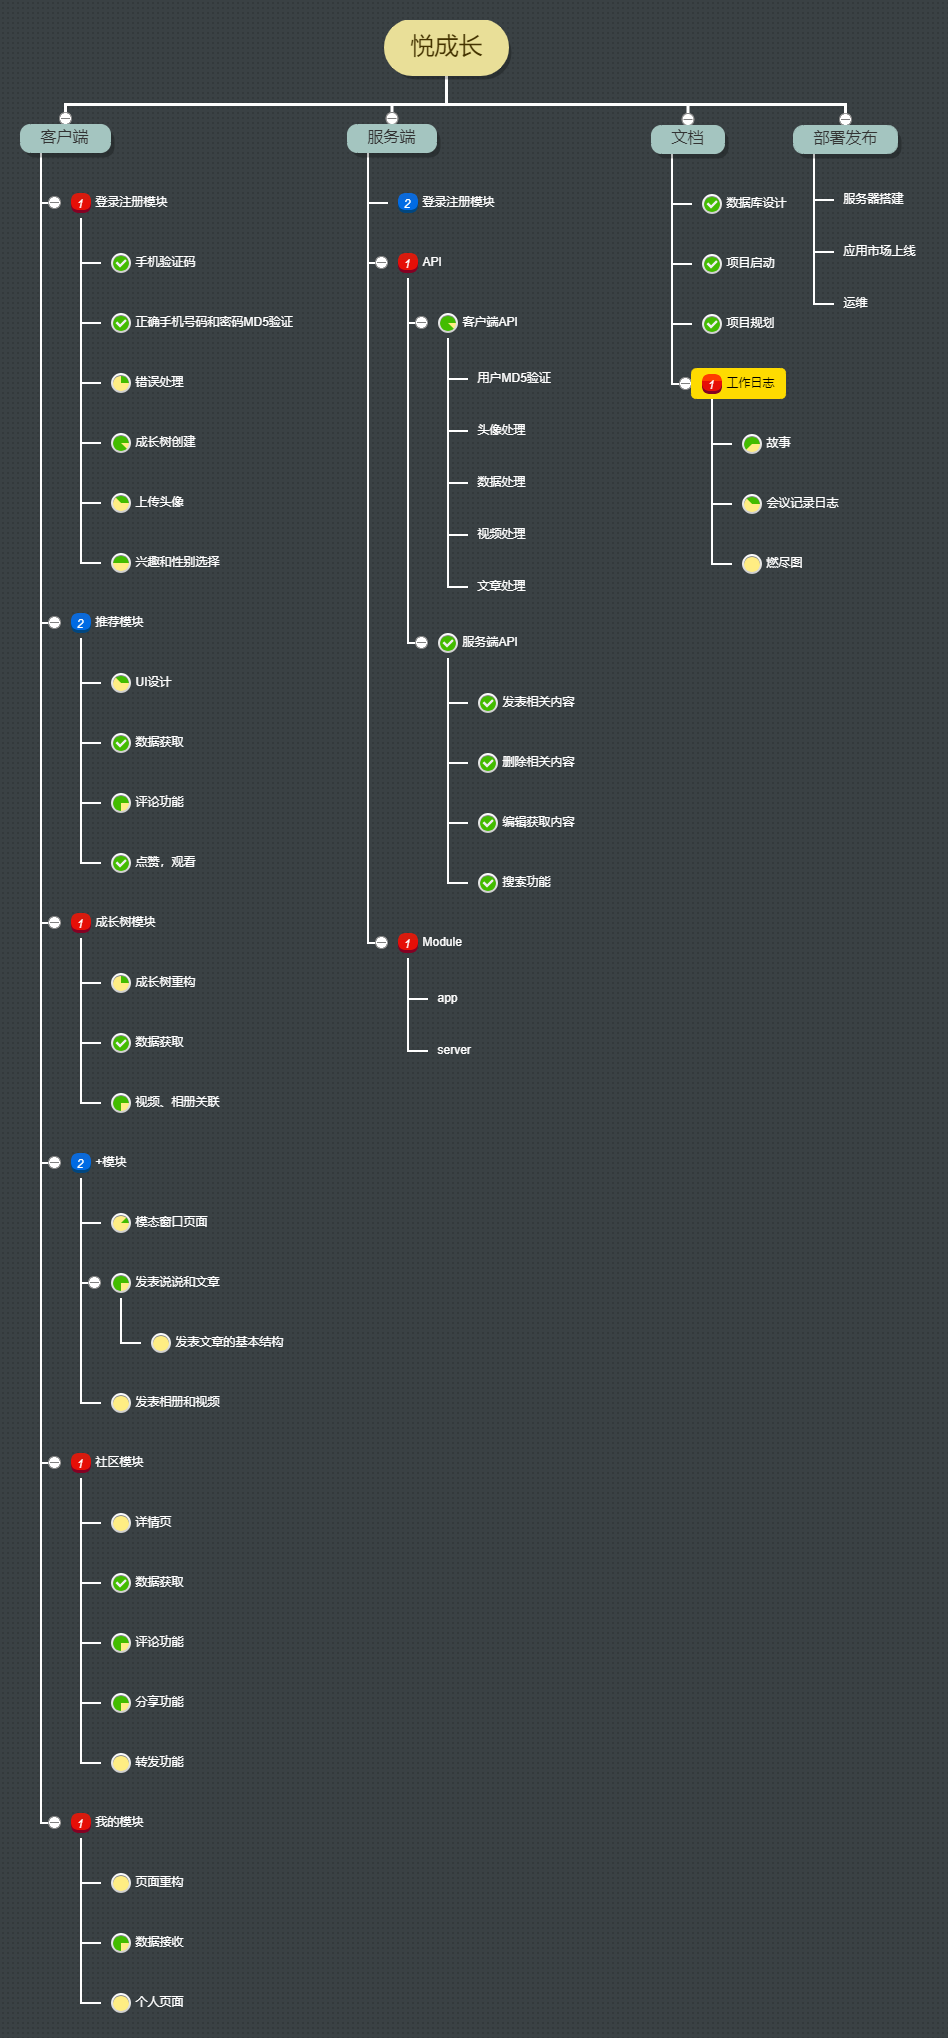 悦成长
客户端
1 登录注册模块
手机验证码
正确手机号码和密码MD5验证
错误处理
成长树创建
上传头像
兴趣和性别选择
2 推荐模块
UI设计
数据获取
评论功能
点赞，观看
1 成长树模块
成长树重构
数据获取
视频、相册关联
2 +模块
模态窗口页面
发表说说和文章
发表文章的基本结构
发表相册和视频
1 社区模块
详情页
数据获取
评论功能
分享功能
转发功能
1 我的模块
页面重构
数据接收
个人页面
服务端
2 登录注册模块
1 API
客户端API
用户MD5验证
头像处理
数据处理
视频处理
文章处理
服务端API
发表相关内容
删除相关内容
编辑获取内容
搜索功能
1 Module
app
server
文档
数据库设计
项目启动
项目规划
1 工作日志
故事
会议记录日志
燃尽图
部署发布
服务器搭建
应用市场上线
运维